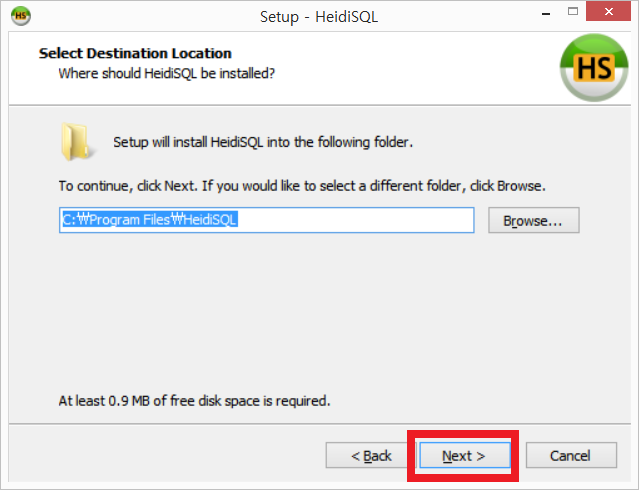 HS
Setup - HeidiSQL
Select Destination Location
Where should HeidiSQL be installed?
HS
Setup will install HeidiSQL into the following folder.
To continue, click Next. If you would like to select a different folder, click Browse.
C:₩Program Files₩HeidiSQL
Browse...
At least 0.9 MB of free disk space is required.
< Back
Next >
Cancel